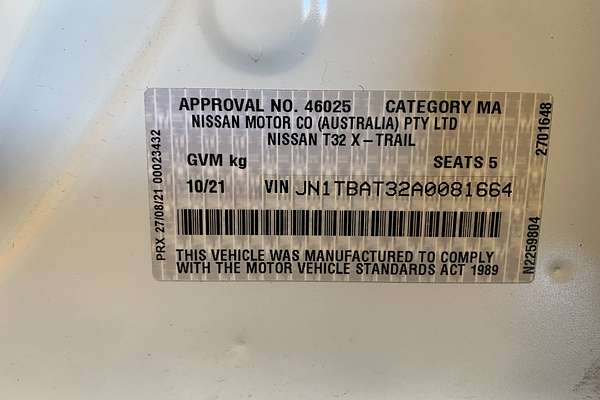 APPROVAL NO. 46025 CATEGORY MA
NISSAN MOTOR CO (AUSTRALIA) PTY LTD
NISSAN T32 X-TRAIL
GVM kg SEATS 5
10/21 VIN JN1TBAT32A0081664
THIS VEHICLE WAS MANUFACTURED TO COMPLY
WITH THE MOTOR VEHICLE STANDARDS ACT 1989
PRX 27/08/21 00023432
2701648
N2259804